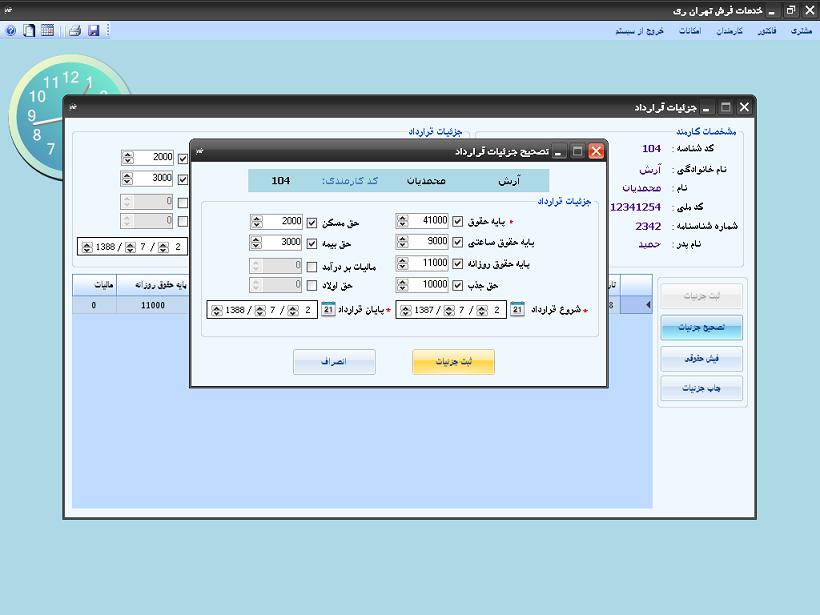 خدمات فرش تهران ری
مشتری فاکتور کارمندان امکانات خروج از سیستم
12
11 1
10
9
8
7
جزئیات قرارداد
مشخصات کارمند
کد شناسه : 104
نام خانوادگی : آرش
نام : محمدیان
کد ملی : 12341254
شماره شناسنامه : 2342
نام پدر : حمید
جزئیات قرارداد
2000
3000
0
0
1388 / 7 / 2
پایه حقوق روزانه مالیات
11000 0
ثبت جزئیات
تصحیح جزئیات
فیش حقوقی
چاپ جزئیات
تصحیح جزئیات قرارداد
آرش محمدیان کد کارمندی: 104
جزئیات قرارداد
* پایه حقوق 41000 حق مسکن 2000
پایه حقوق ساعتی 9000 حق بیمه 3000
پایه حقوق روزانه 11000 مالیات بر درآمد 0
حق جذب 10000 حق اولاد 0
* شروع قرارداد 21 1387 / 7 / 2 * پایان قرارداد 21 1388 / 7 / 2
ثبت جزئیات انصراف